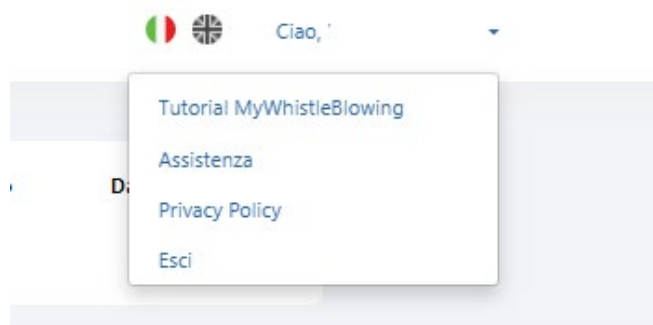 Ciao,
Tutorial MyWhistleBlowing
Assistenza
Privacy Policy
Esci